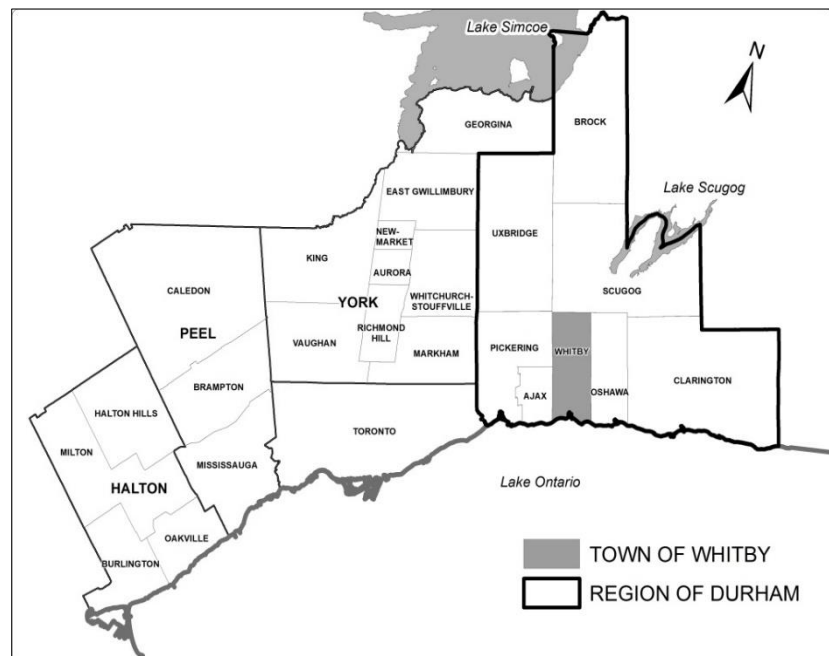 Lake Simcoe
N
GEORGINA
BROCK
EAST GWILLIMBURY
Lake Scugog
NEW-
MARKET
UXBRIDGE
KING
AURORA
SCUGOG
CALEDON
YORK
WHITCHURCH-
STOUFFVILLE
PEEL
RICHMOND
HILL
VAUGHAN
MARKHAM
PICKERING
WHITBY
BRAMPTON
AJAX
OSHAWA
CLARINGTON
HALTON HILLS
TORONTO
MILTON
MISSISSAUGA
HALTON
Lake Ontario
OAKVILLE
BURLINGTON
TOWN OF WHITBY
REGION OF DURHAM